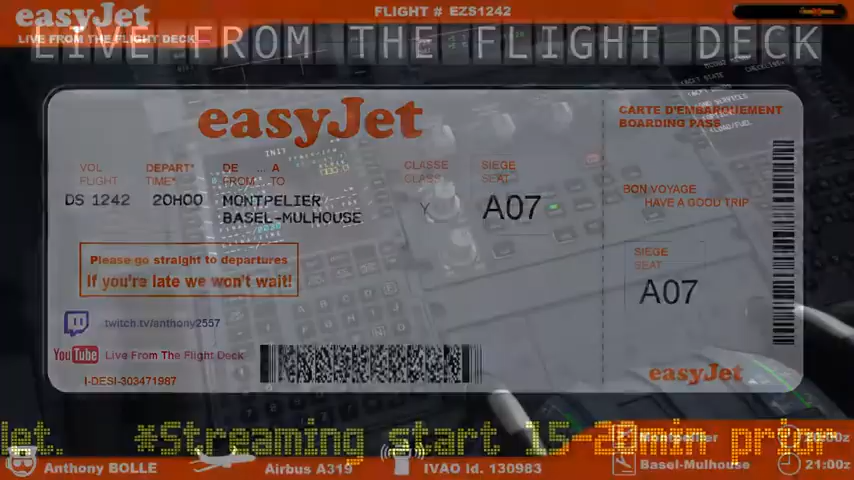 easyJet
FLIGHT # EZS1242
LIVE FROM THE FLIGHT DECK
LIVE FROM THE FLIGHT DECK
easyJet
CARTE D'EMBARQUEMENT
BOARDING PASS
VOL
FLIGHT
DEPART*
TIME*
DE ... A
FROM TO
CLASSE
CLASS
SIEGE
SEAT
DS 1242
20H00
MONTPELIER
BASEL-MULHOUSE
Y
A07
BON VOYAGE
HAVE A GOOD TRIP
Please go straight to departures
If you're late we won't wait!
SIEGE
SEAT
A07
twitch.tv/anthony2557
YouTube Live From The Flight Deck
I-DESI-303471987
easyJet
let. *Streaming start 15-20min prior
Montpellier 20:00z
Anthony BOLLE
Airbus A319
IVAO Id. 130983
Basel-Mulhouse 21:00z